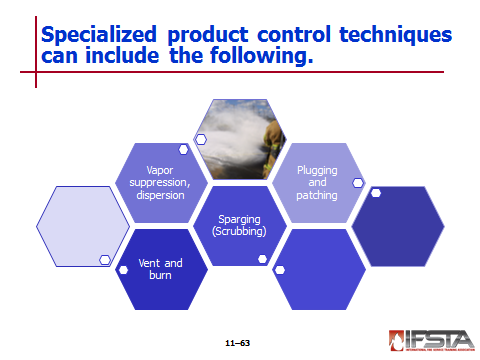 Specialized product control techniques
can include the following.
Vapor
suppression,
dispersion
Plugging
and
patching
Sparging
(Scrubbing)
Vent and
burn
11–63
IFSTA
INTERNATIONAL FIRE SERVICE TRAINING ASSOCIATION